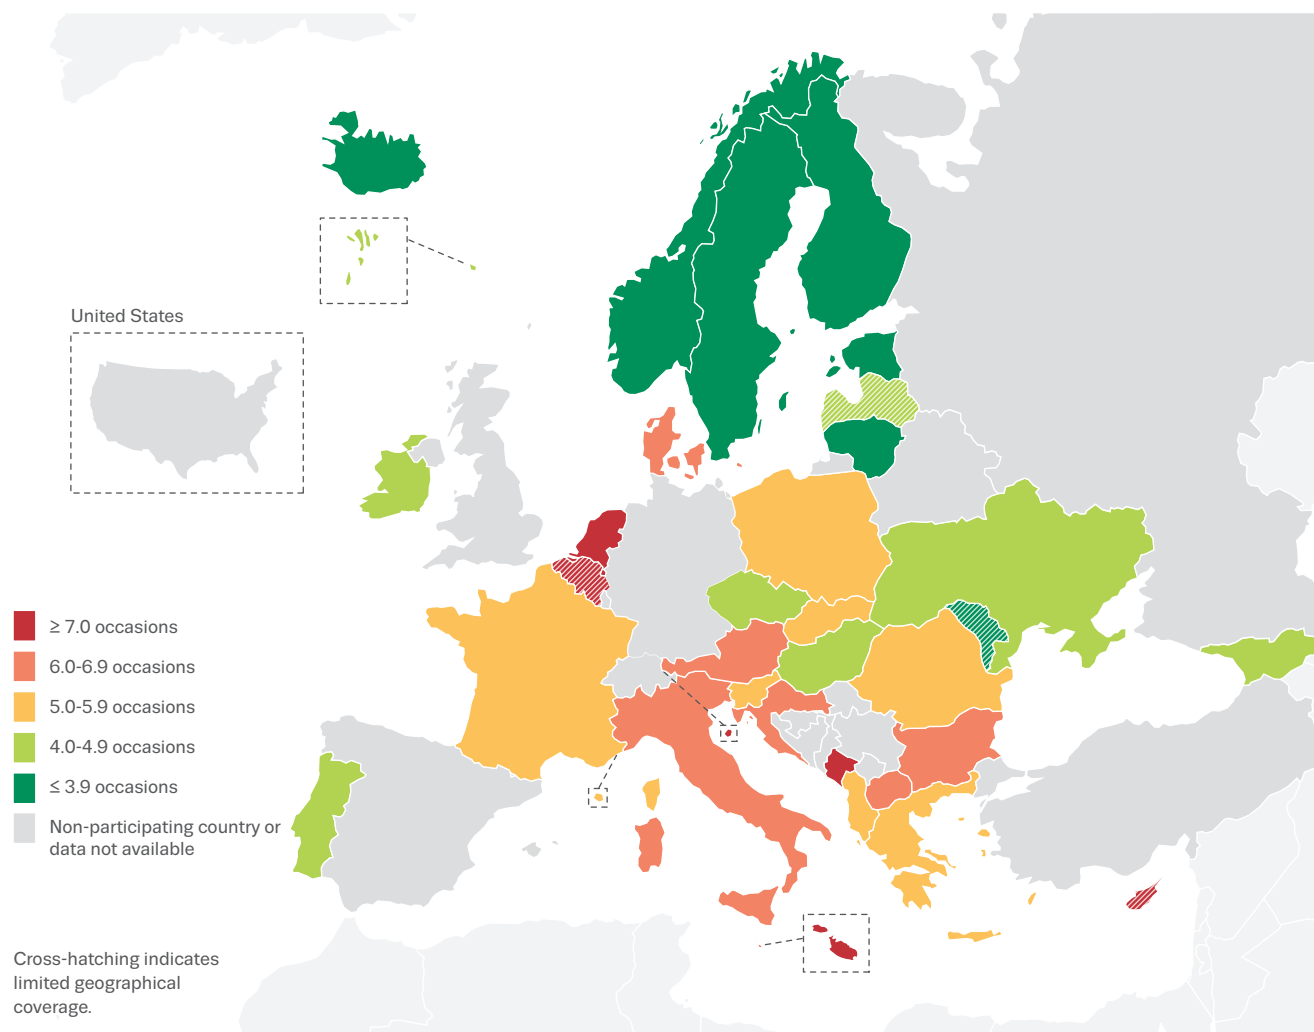 United States
≥ 7.0 occasions
6.0-6.9 occasions
5.0-5.9 occasions
4.0-4.9 occasions
≤ 3.9 occasions
Non-participating country or
data not available
Cross-hatching indicates
limited geographical
coverage.